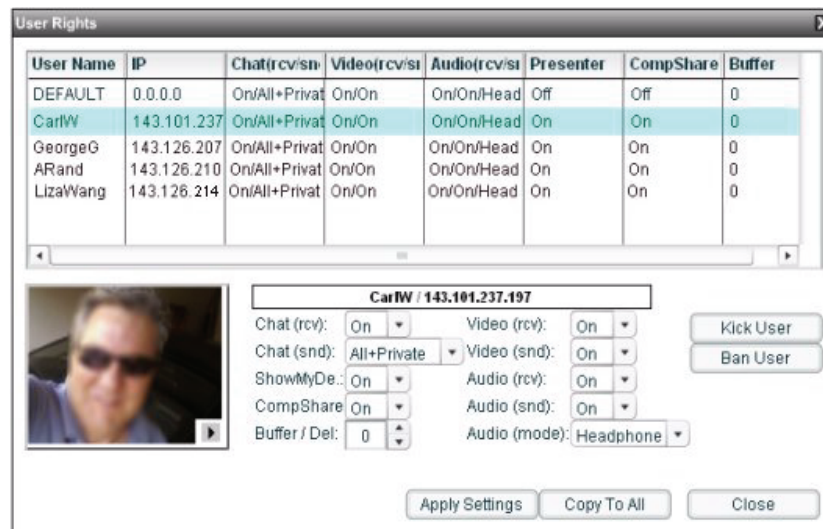 User Rights
User Name IP Chat(rcv/sn Video(rcv/si Audio(rcv/si Presenter CompShare Buffer
DEFAULT 0.0.0.0 On/All+Privat On/On On/On/Head Off Off 0
CarlW 143.101.237 On/All+Privat On/On On/On/Head On On 0
GeorgeG 143.126.207 On/All+Privat On/On On/On/Head On On 0
ARand 143.126.210 On/All+Privat On/On On/On/Head On On 0
LizaWang 143.126.214 On/All+Privat On/On On/On/Head On On 0
CarlW / 143.101.237.197
Chat (rcv): On Video (rcv): On Kick User
Chat (snd): All+Private Video (snd): On Ban User
ShowMyDe.: On Audio (rcv): On
CompShare On Audio (snd): On
Buffer / Del: 0 Audio (mode): Headphone
Apply Settings Copy To All Close